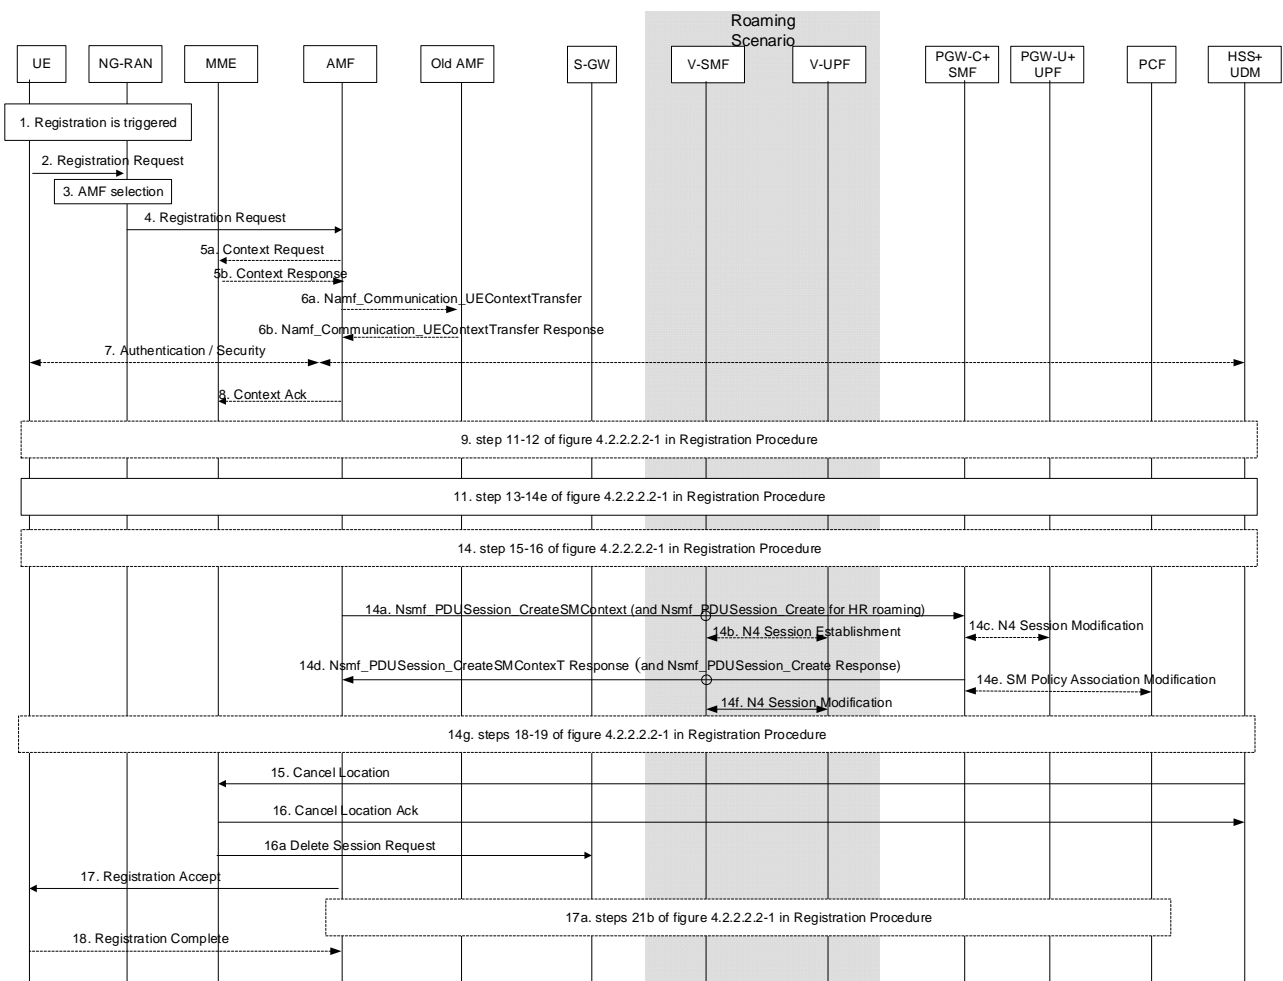 Roaming
Scenario
UE
NG-RAN
MME
AMF
Old AMF
S-GW
V-SMF
V-UPF
PGW-C+
SMF
PGW-U+
UPF
PCF
HSS+
UDM
1. Registration is triggered
2. Registration Request
3. AMF selection
4. Registration Request
5a. Context Request
5b. Context Response
6a. Namf_Communication_UEContextTransfer
6b. Namf_Communication_UEContextTransfer Response
7. Authentication / Security
8. Context Ack
9. step 11-12 of figure 4.2.2.2.2-1 in Registration Procedure
11. step 13-14e of figure 4.2.2.2.2-1 in Registration Procedure
14. step 15-16 of figure 4.2.2.2.2-1 in Registration Procedure
14a. Nsmf_PDUSession_CreateSMContext (and Nsmf_PDUSession_Create for HR roaming)
14b. N4 Session Establishment
14c. N4 Session Modification
14d. Nsmf_PDUSession_CreateSMContexT Response (and Nsmf_PDUSession_Create Response)
14e. SM Policy Association Modification
14f. N4 Session Modification
14g. steps 18-19 of figure 4.2.2.2.2-1 in Registration Procedure
15. Cancel Location
16. Cancel Location Ack
16a Delete Session Request
17. Registration Accept
17a. steps 21b of figure 4.2.2.2.2-1 in Registration Procedure
18. Registration Complete